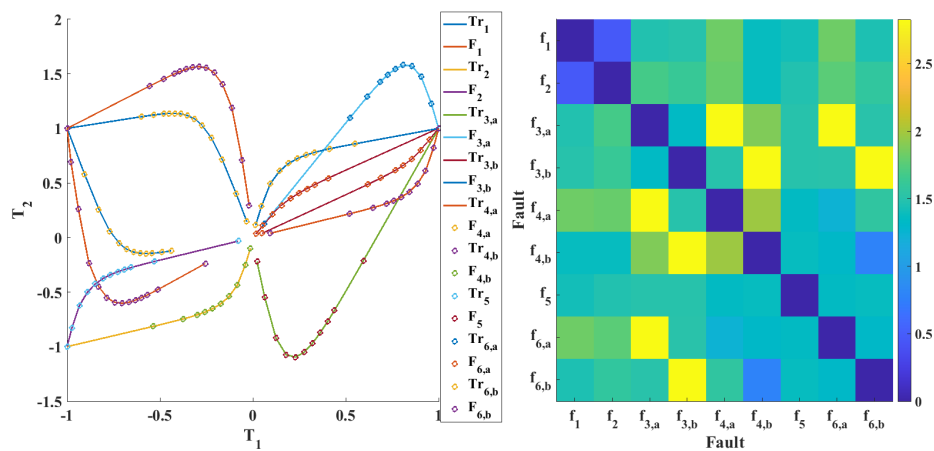 2
1.5
1
0.5
0
-0.5
-1
-1.5
T2
-1
-0.5
0
0.5
1
T1
Tr1
F1
Tr2
F2
Tr3,a
F3,a
Tr3,b
F3,b
Tr4,a
F4,a
Tr4,b
F4,b
Tr5
F5
Tr6,a
F6,a
Tr6,b
F6,b
f1
f2
f3,a
f3,b
f4,a
f4,b
f5
f6,a
f6,b
Fault
f1 f2 f3,a f3,b f4,a f4,b f5 f6,a f6,b
Fault
2.5
2
1.5
1
0.5
0